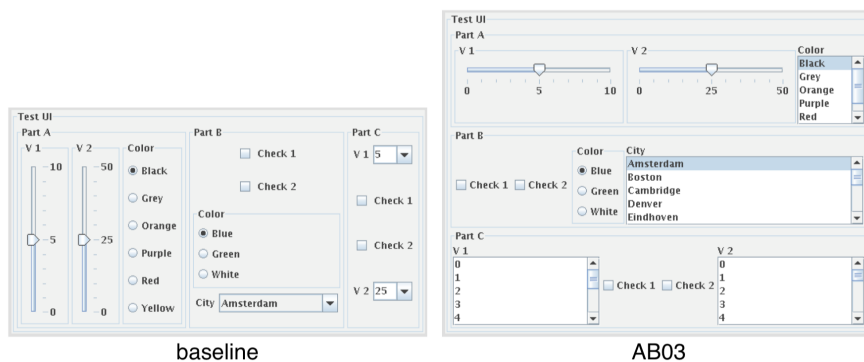 Test UI
Part A
V 1
10
5
0
V 2
50
25
0
Color
Black
Grey
Orange
Purple
Red
Yellow
Part B
Check 1
Check 2
Color
Blue
Green
White
City Amsterdam
Part C
V 1 5
Check 1
Check 2
V 2 25
baseline
Test UI
Part A
V 1
0 5 10
V 2
0 25 50
Color
Black
Grey
Orange
Purple
Red
Part B
Check 1 Check 2
Color
Blue
Green
White
City
Amsterdam
Boston
Cambridge
Denver
Eindhoven
Part C
V 1
0
1
2
3
4
Check 1 Check 2
V 2
0
1
2
3
4
AB03